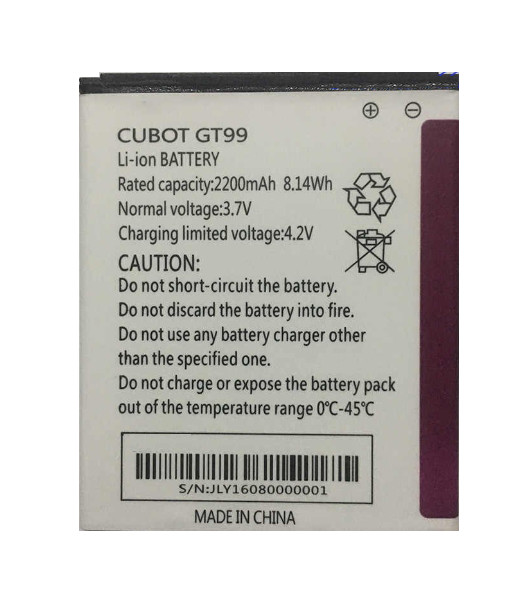 CUBOT GT99
Li-ion BATTERY
Rated capacity:2200mAh 8.14Wh
Normal voltage:3.7V
Charging limited voltage:4.2V
CAUTION:
Do not short-circuit the battery.
Do not discard the battery into fire.
Do not use any battery charger other
than the specified one.
Do not charge or expose the battery pack
out of the temperature range 0℃-45℃
S/N:JLY16080000001
MADE IN CHINA